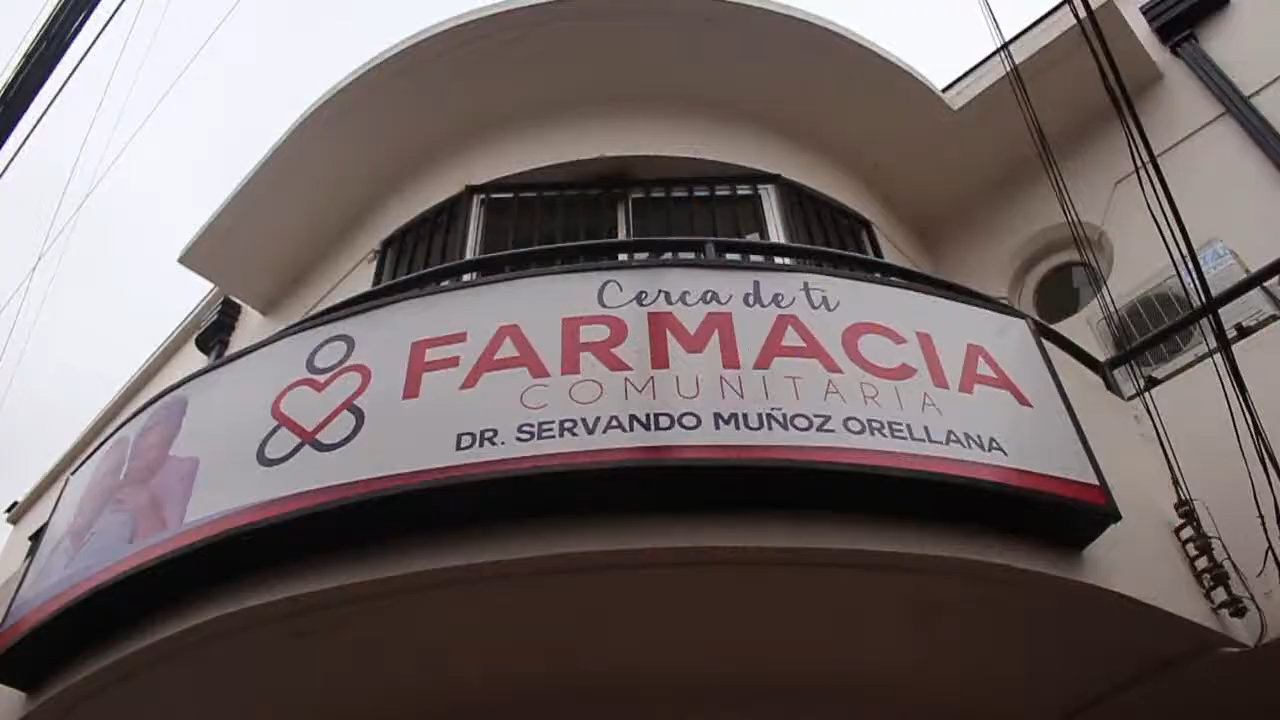 Cerca de ti
FARMACIA
COMUNITARIA
DR. SERVANDO MUÑOZ ORELLANA